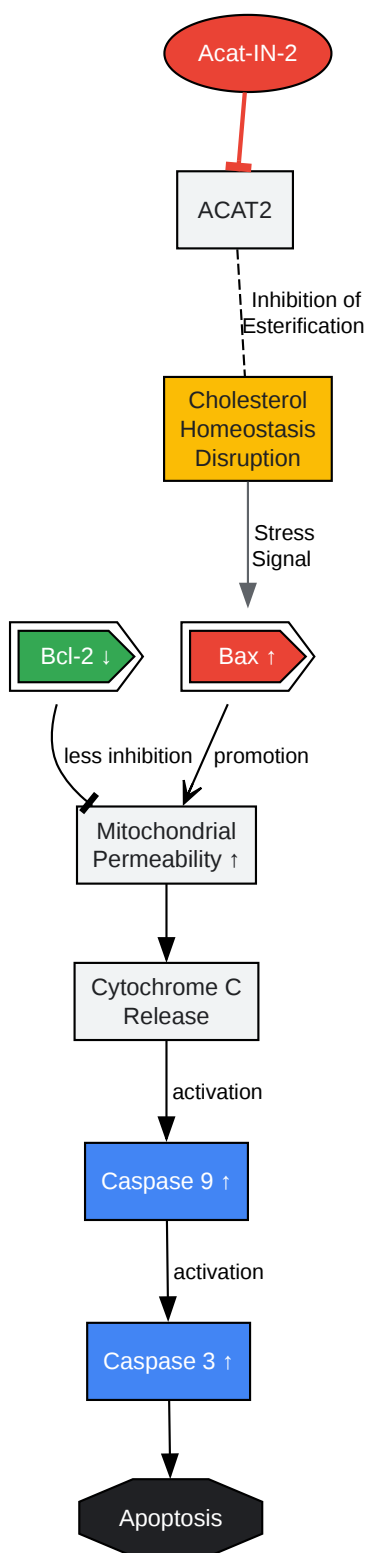 Acat-IN-2
ACAT2
Inhibition of
Esterification
Cholesterol
Homeostasis
Disruption
Stress
Signal
Bcl-2 ↓
Bax ↑
less inhibition
promotion
Mitochondrial
Permeability ↑
Cytochrome C
Release
activation
Caspase 9 ↑
activation
Caspase 3 ↑
Apoptosis